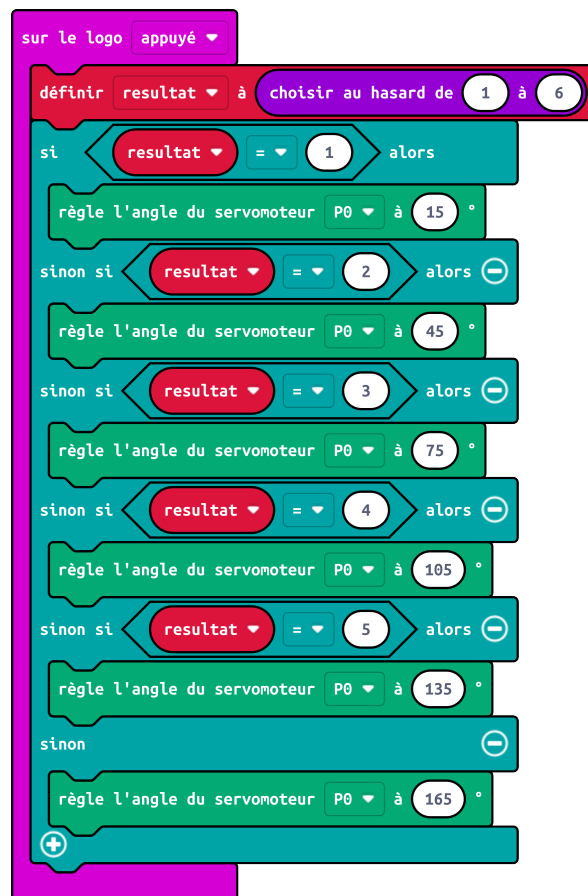 sur le logo appuyé
définir resultat à choisir au hasard de 1 à 6
si resultat = 1 alors
règle l'angle du servomoteur P0 à 15 °
sinon si resultat = 2 alors
règle l'angle du servomoteur P0 à 45 °
sinon si resultat = 3 alors
règle l'angle du servomoteur P0 à 75 °
sinon si resultat = 4 alors
règle l'angle du servomoteur P0 à 105 °
sinon si resultat = 5 alors
règle l'angle du servomoteur P0 à 135 °
sinon
règle l'angle du servomoteur P0 à 165 °